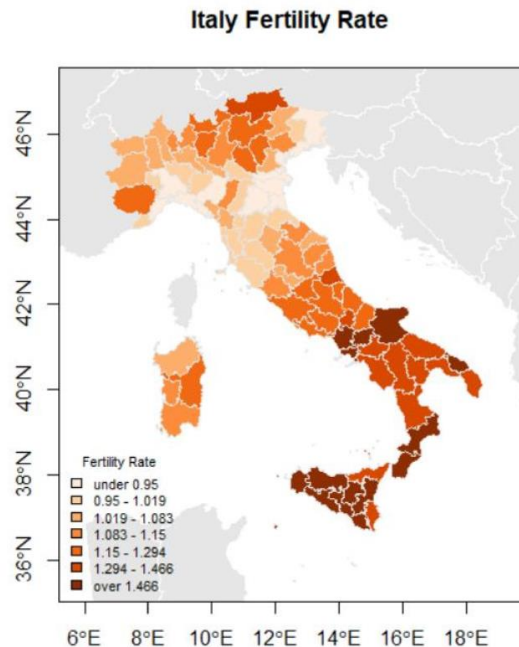 Italy Fertility Rate
46°N
44°N
42°N
40°N
38°N
36°N
Fertility Rate
under 0.95
0.95 - 1.019
1.019 - 1.083
1.083 - 1.15
1.15 - 1.294
1.294 - 1.466
over 1.466
6°E 8°E 10°E 12°E 14°E 16°E 18°E